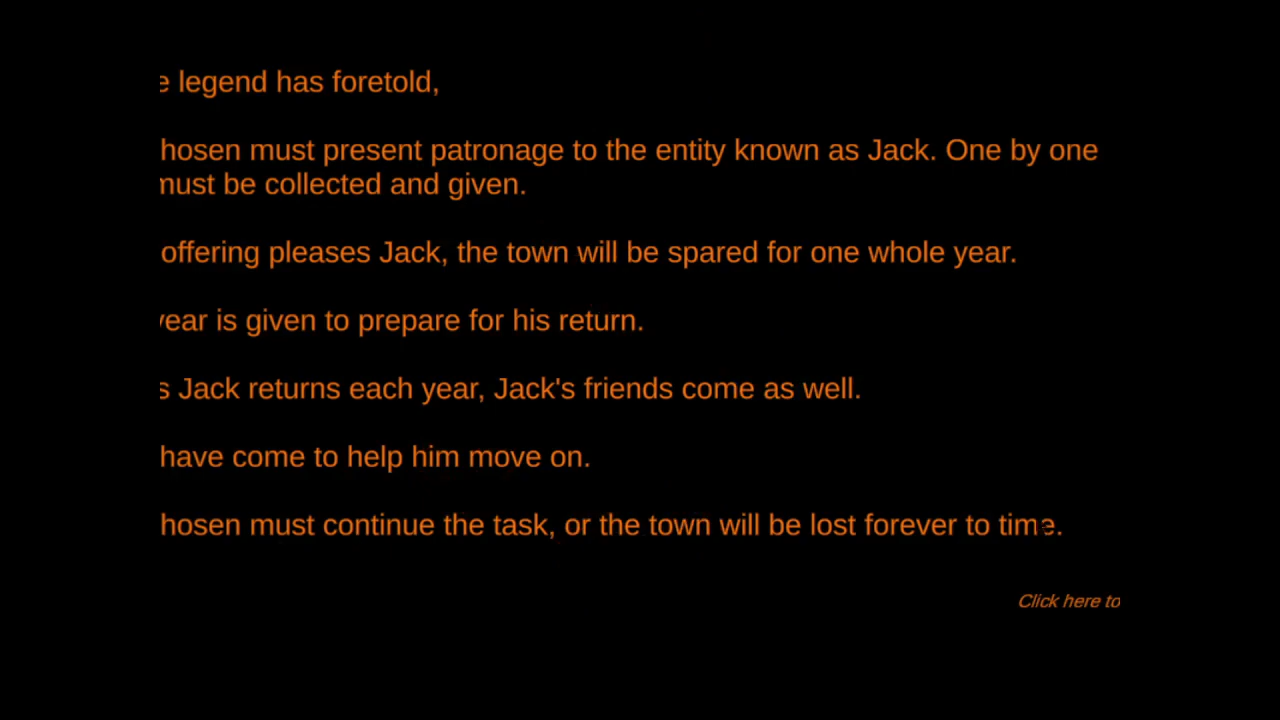 e legend has foretold,
hosen must present patronage to the entity known as Jack. One by one
must be collected and given.
offering pleases Jack, the town will be spared for one whole year.
year is given to prepare for his return.
s Jack returns each year, Jack's friends come as well.
have come to help him move on.
hosen must continue the task, or the town will be lost forever to time.
Click here to